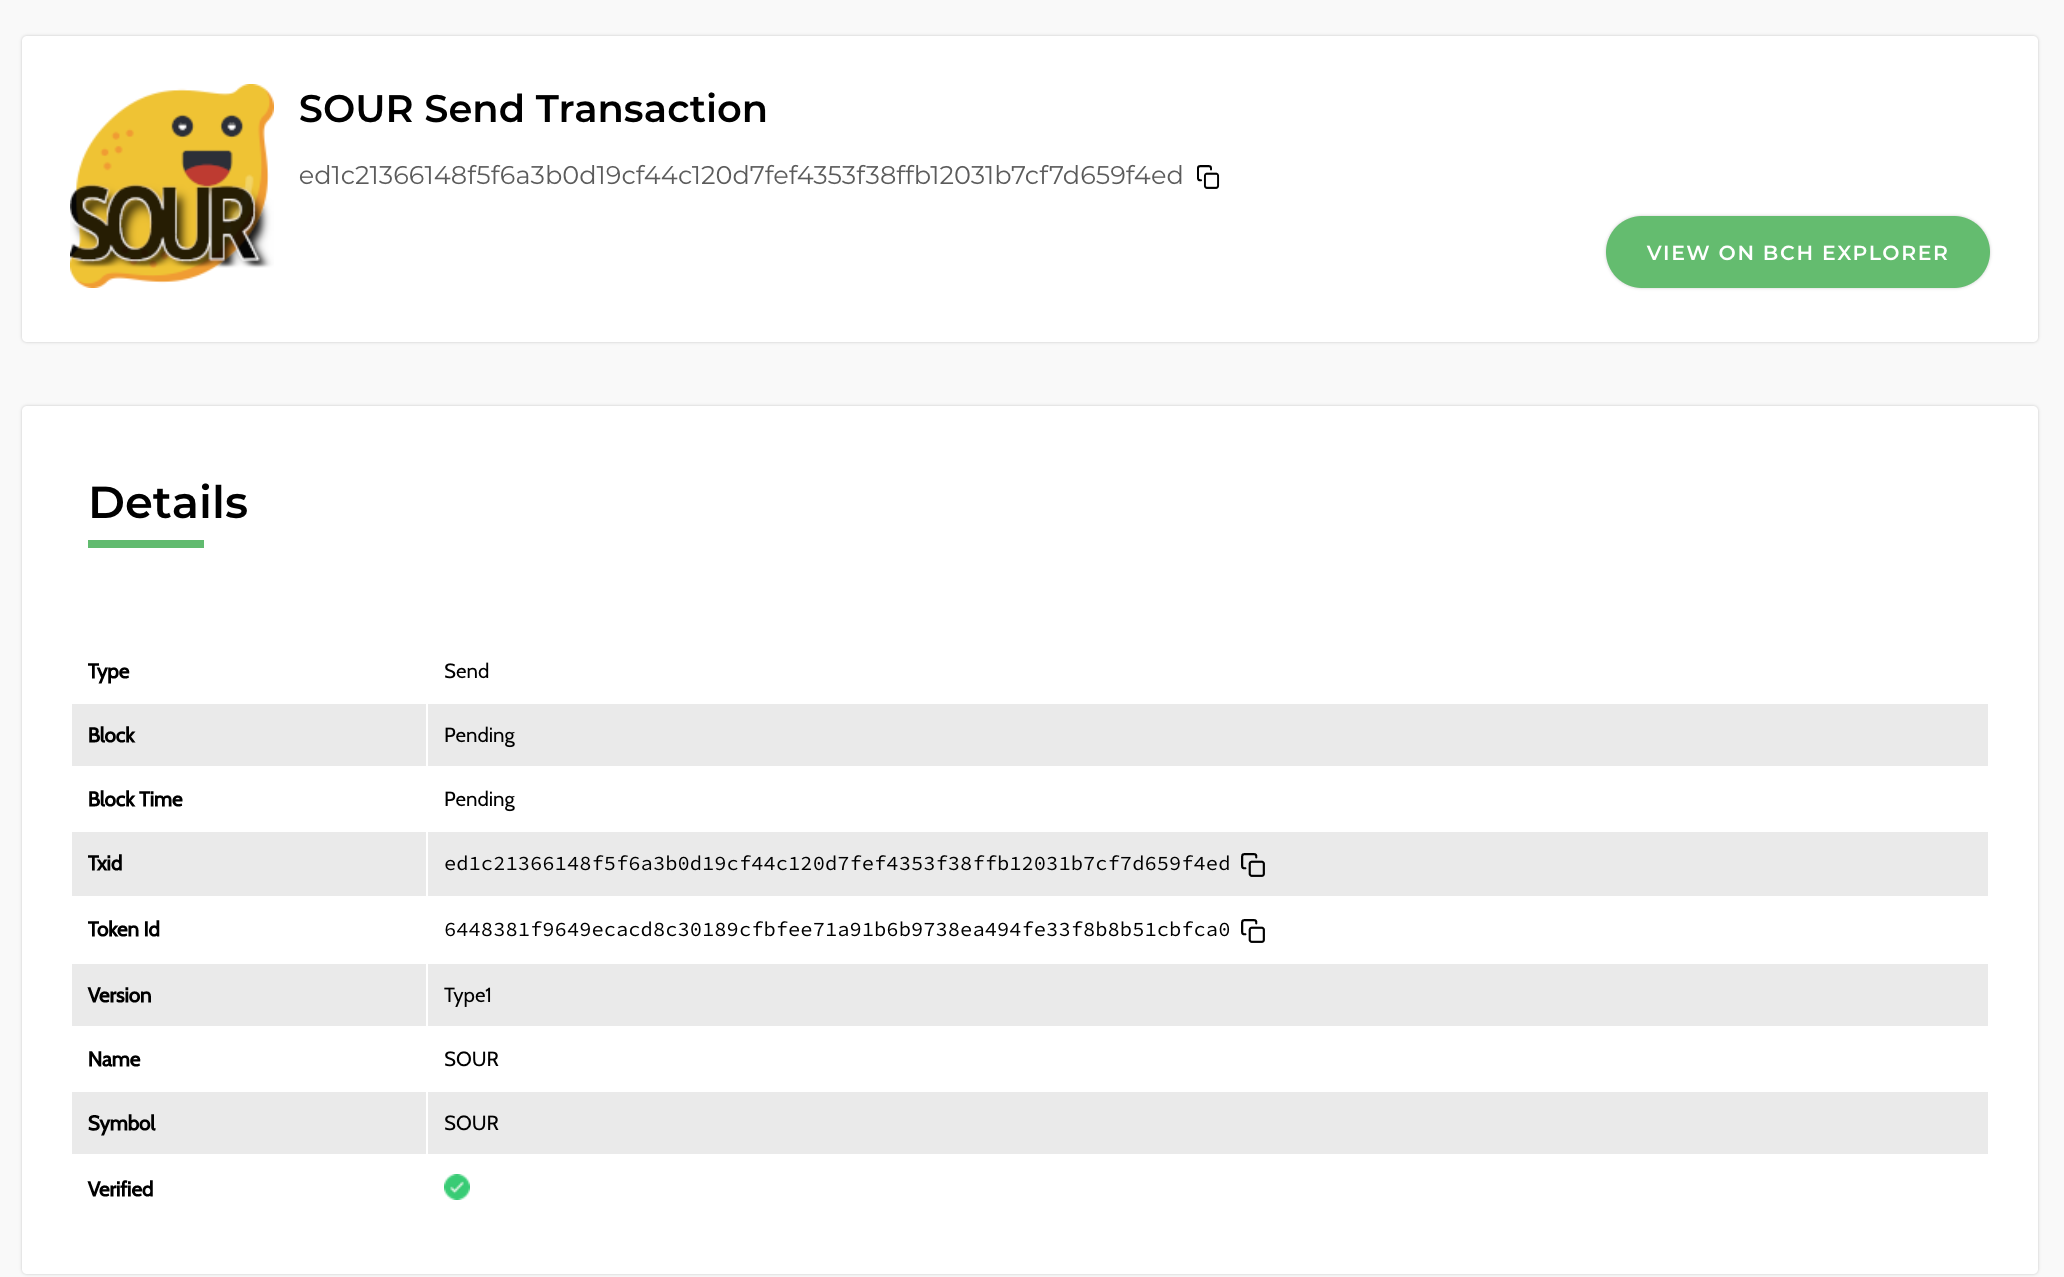 SOUR
SOUR Send Transaction
ed1c21366148f5f6a3b0d19cf44c120d7fef4353f38ffb12031b7cf7d659f4ed
VIEW ON BCH EXPLORER
Details
Type Send
Block Pending
Block Time Pending
Txid ed1c21366148f5f6a3b0d19cf44c120d7fef4353f38ffb12031b7cf7d659f4ed
Token Id 6448381f9649ecacd8c30189cfbfee71a91b6b9738ea494fe33f8b8b51cbfca0
Version Type1
Name SOUR
Symbol SOUR
Verified